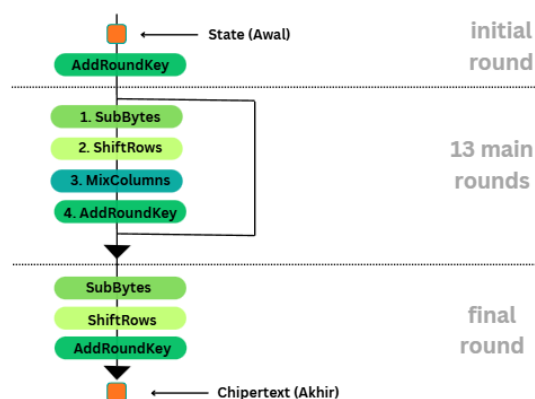 State (Awal)
initial
round
AddRoundKey
1. SubBytes
2. ShiftRows
13 main
rounds
3. MixColumns
4. AddRoundKey
SubBytes
ShiftRows
final
round
AddRoundKey
Chipertext (Akhir)